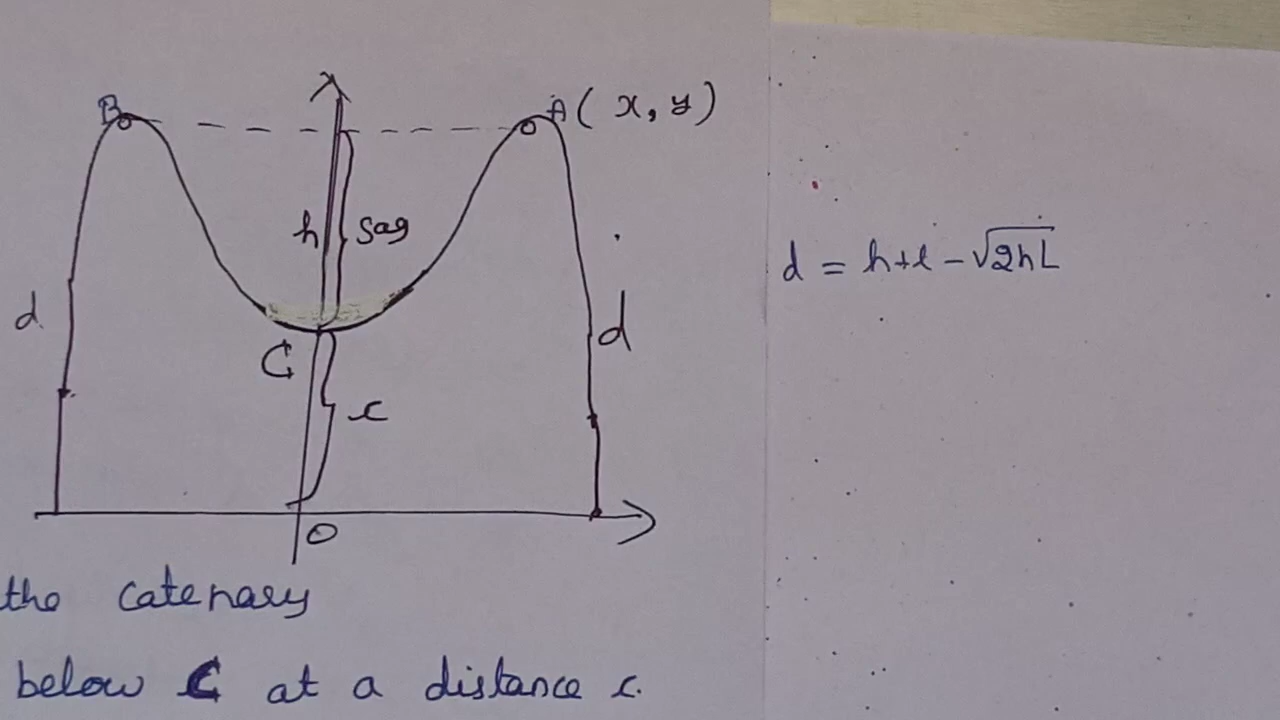 B
A ( x, y )
h
Sag
d
d
C
c
O
d = h+l - √2hL
the catenary
below C at a distance c.